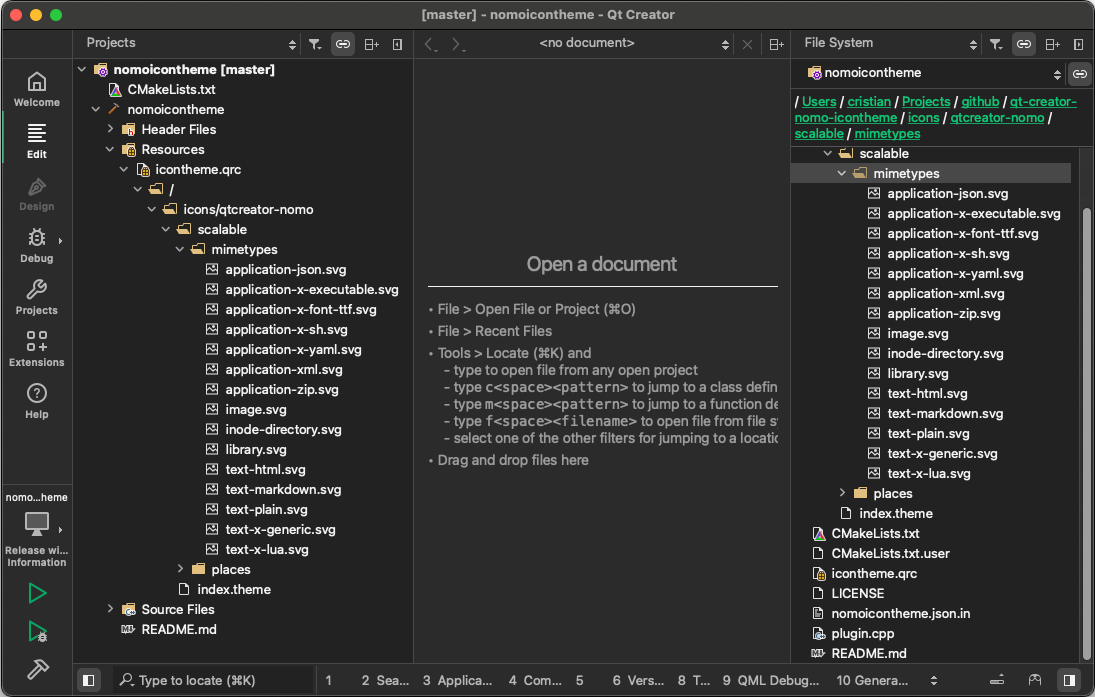 [master] - nomoicontheme - Qt Creator
Projects
<no document>
File System
Welcome
Edit
Design
Debug
Projects
Extensions
Help
nomo...heme
Release wi...
Information
nomoicontheme [master]
CMakeLists.txt
nomoicontheme
Header Files
Resources
icontheme.qrc
/
icons/qtcreator-nomo
scalable
mimetypes
application-json.svg
application-x-executable.svg
application-x-font-ttf.svg
application-x-sh.svg
application-x-yaml.svg
application-xml.svg
application-zip.svg
image.svg
inode-directory.svg
library.svg
text-html.svg
text-markdown.svg
text-plain.svg
text-x-generic.svg
text-x-lua.svg
places
index.theme
Source Files
README.md
Open a document
• File > Open File or Project (⌘O)
• File > Recent Files
• Tools > Locate (⌘K) and
- type to open file from any open project
- type c<space><pattern> to jump to a class defin
- type m<space><pattern> to jump to a function de
- type f<space><filename> to open file from file s
- select one of the other filters for jumping to a locatio
• Drag and drop files here
nomoicontheme
/ Users / cristian / Projects / github / qt-creator-
nomo-icontheme / icons / qtcreator-nomo /
scalable / mimetypes
scalable
mimetypes
application-json.svg
application-x-executable.svg
application-x-font-ttf.svg
application-x-sh.svg
application-x-yaml.svg
application-xml.svg
application-zip.svg
image.svg
inode-directory.svg
library.svg
text-html.svg
text-markdown.svg
text-plain.svg
text-x-generic.svg
text-x-lua.svg
places
index.theme
CMakeLists.txt
CMakeLists.txt.user
icontheme.qrc
LICENSE
nomoicontheme.json.in
plugin.cpp
README.md
Type to locate (⌘K) 1 2 Sea... 3 Applica... 4 Com... 5 6 Vers... 8 T... 9 QML Debug... 10 Genera...